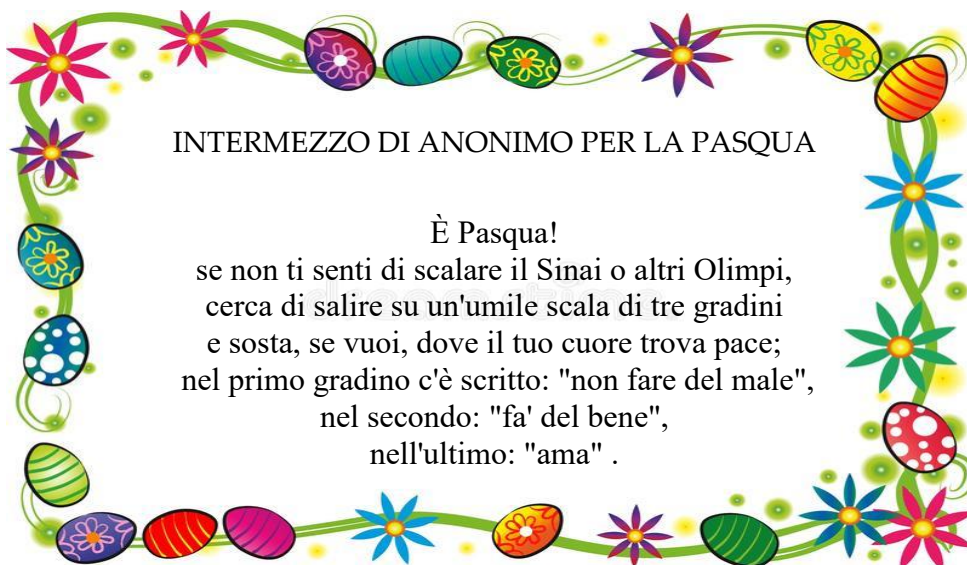 INTERMEZZO DI ANONIMO PER LA PASQUA
È Pasqua!
se non ti senti di scalare il Sinai o altri Olimpi,
cerca di salire su un'umile scala di tre gradini
e sosta, se vuoi, dove il tuo cuore trova pace;
nel primo gradino c'è scritto: "non fare del male",
nel secondo: "fa' del bene",
nell'ultimo: "ama" .